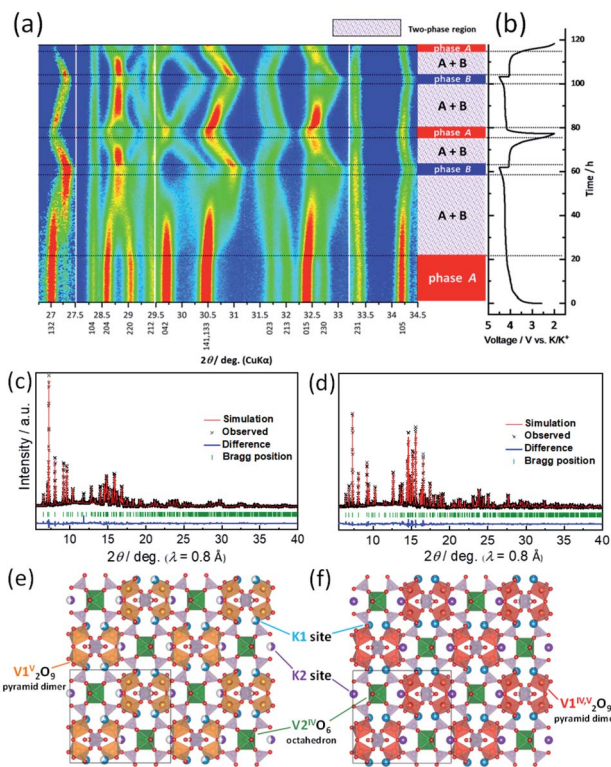 (a)
Two-phase region
(b)
phase A
A + B
phase B
A + B
phase A
A + B
phase B
A + B
phase A
120
100
80
60
40
20
0
Time / h
27 27.5 28.5 29.25 29.5 30 30.5 31 31.5 32 32.5 33 33.5 34 34.5
132 104 204 220 212 042 141,133 023 213 015 230 231 105
2θ / deg. (CuKα)
5 4 3 2
Voltage / V vs. K/K⁺
(c)
Simulation
Observed
Difference
Bragg position
Intensity / a.u.
10 15 20 25 30 35 40
2θ / deg. (λ = 0.8 Å)
(d)
Simulation
Observed
Difference
Bragg position
10 15 20 25 30 35 40
2θ / deg. (λ = 0.8 Å)
(e)
(f)
K1 site
K2 site
V1ⱽ₂O₉
pyramid dimer
V2ᴵⱽO₆
octahedron
V1ᴵⱽ,ⱽ₂O₉
pyramid dime